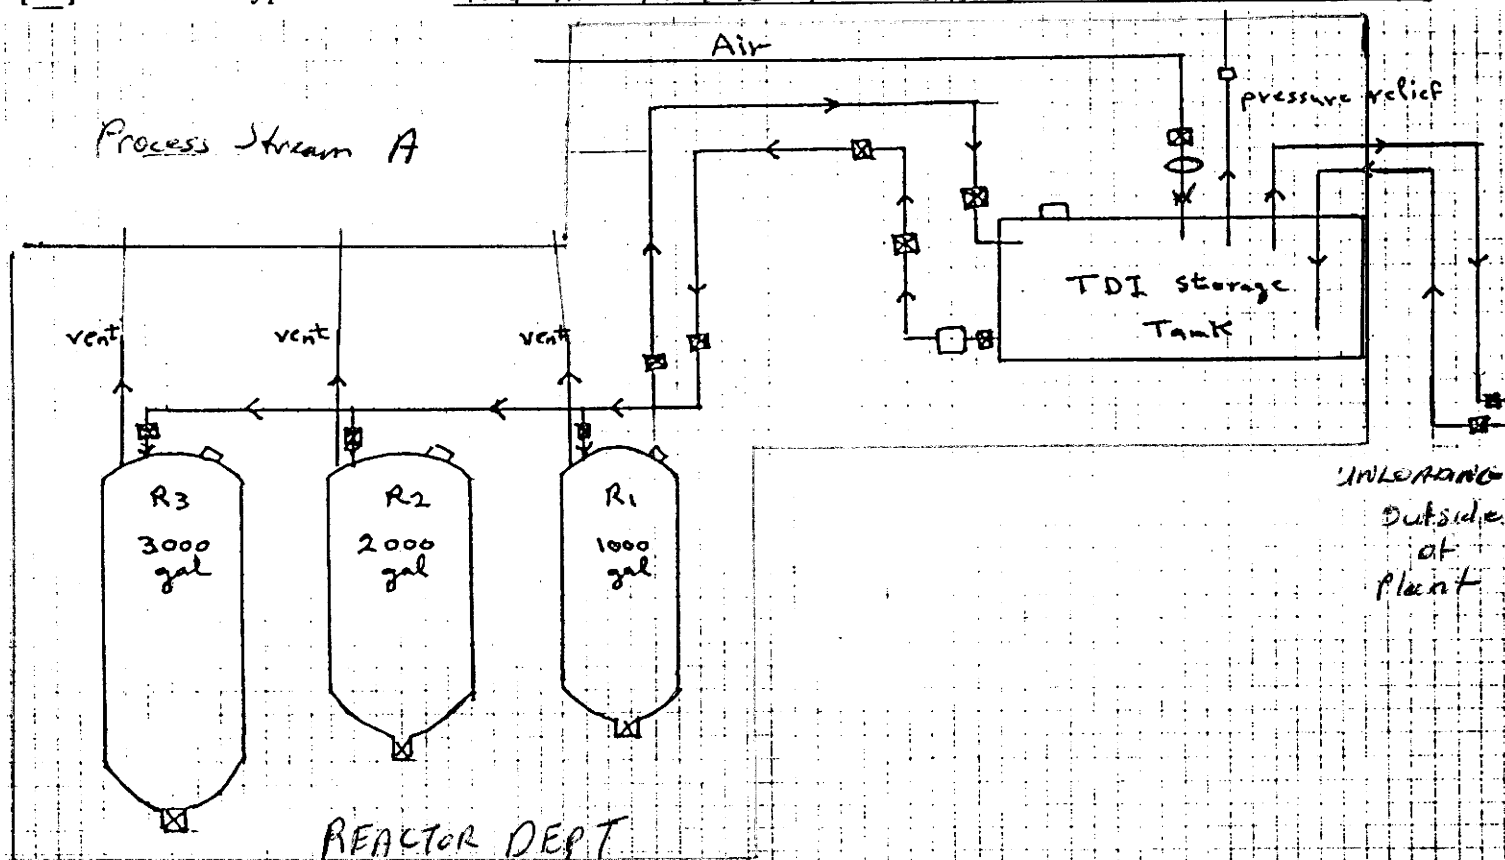 Air
pressure relief
Process Stream A
TDI storage
Tank
vent
vent
vent
R3
3000
gal
R2
2000
gal
R1
1000
gal
UNLOADING
Outside
of
Plant
REACTOR DEPT